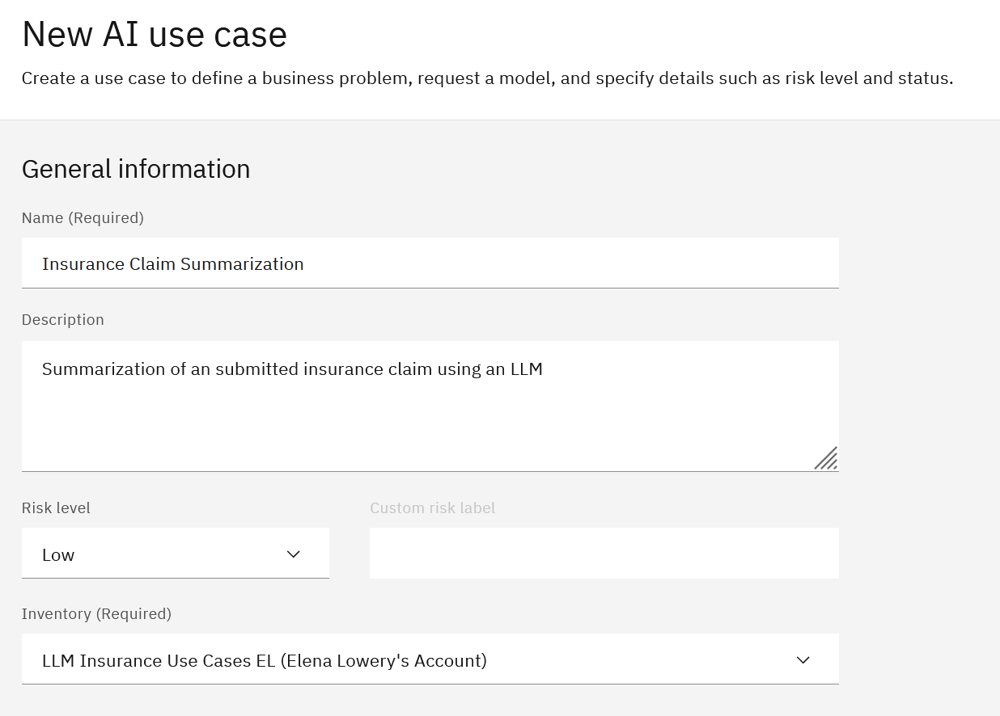 New AI use case
Create a use case to define a business problem, request a model, and specify details such as risk level and status.
General information
Name (Required)
Insurance Claim Summarization
Description
Summarization of an submitted insurance claim using an LLM
Risk level
Custom risk label
Low
Inventory (Required)
LLM Insurance Use Cases EL (Elena Lowery's Account)